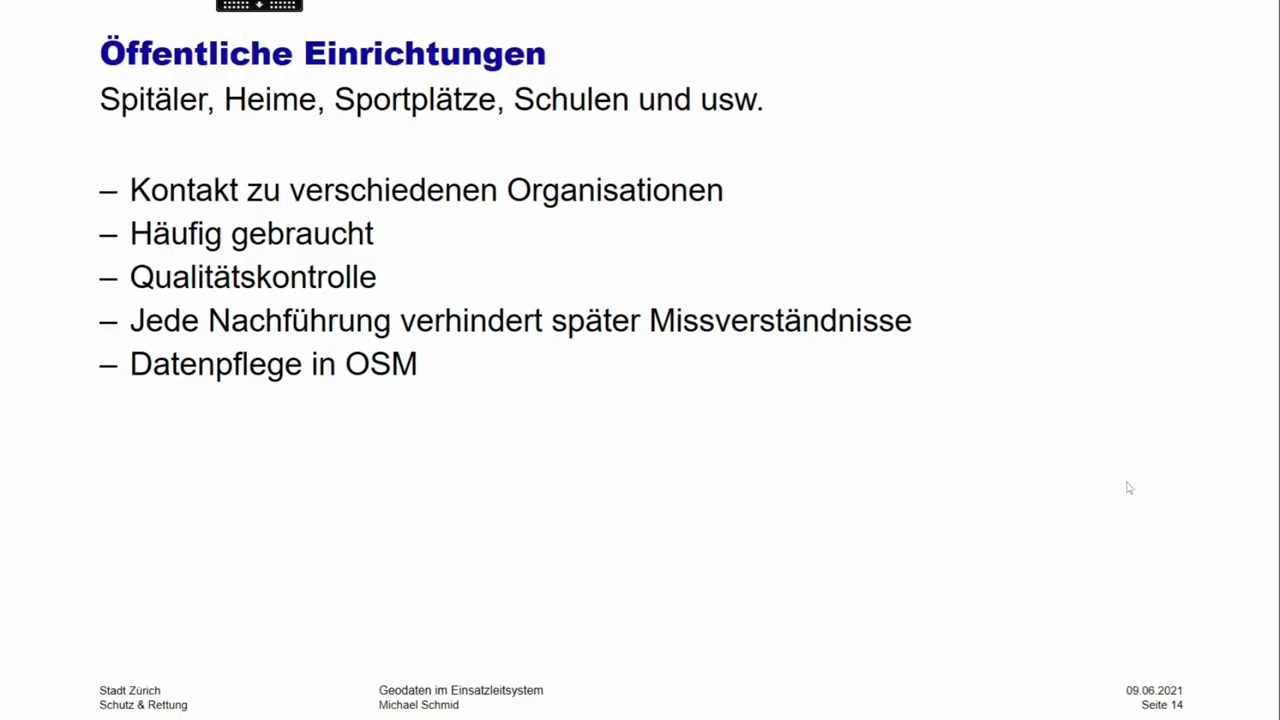 Öffentliche Einrichtungen
Spitäler, Heime, Sportplätze, Schulen und usw.
– Kontakt zu verschiedenen Organisationen
– Häufig gebraucht
– Qualitätskontrolle
– Jede Nachführung verhindert später Missverständnisse
– Datenpflege in OSM
Stadt Zürich
Schutz & Rettung
Geodaten im Einsatzleitsystem
Michael Schmid
09.06.2021
Seite 14